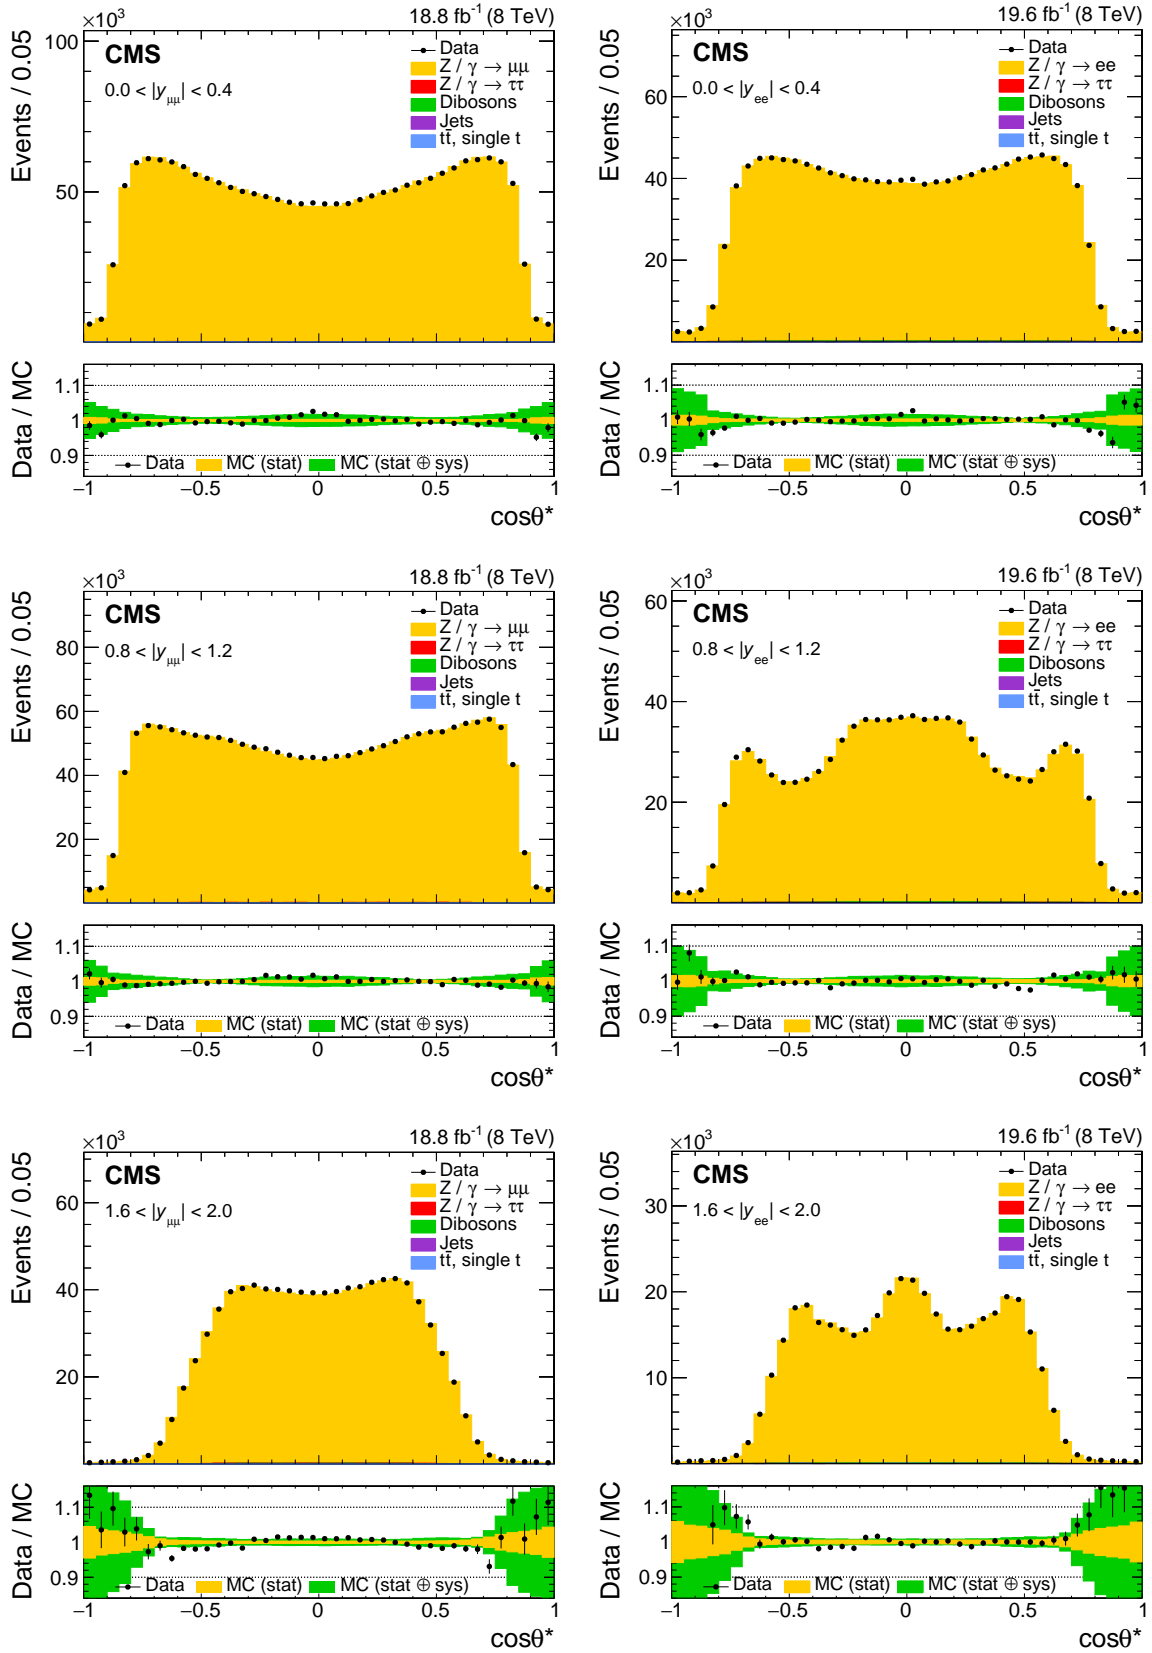 ×10³ 18.8 fb⁻¹ (8 TeV)
Events / 0.05
100
50
CMS
0.0 < |y_μμ| < 0.4
Data
Z / γ → μμ
Z / γ → ττ
Dibosons
Jets
tt̄, single t
Data / MC
1.1
1
0.9
Data MC (stat) MC (stat ⊕ sys)
−1 −0.5 0 0.5 1
cosθ*
×10³ 19.6 fb⁻¹ (8 TeV)
Events / 0.05
60
40
20
CMS
0.0 < |y_ee| < 0.4
Data
Z / γ → ee
Z / γ → ττ
Dibosons
Jets
tt̄, single t
Data / MC
1.1
1
0.9
Data MC (stat) MC (stat ⊕ sys)
−1 −0.5 0 0.5 1
cosθ*
×10³ 18.8 fb⁻¹ (8 TeV)
Events / 0.05
80
60
40
20
CMS
0.8 < |y_μμ| < 1.2
Data
Z / γ → μμ
Z / γ → ττ
Dibosons
Jets
tt̄, single t
Data / MC
1.1
1
0.9
Data MC (stat) MC (stat ⊕ sys)
−1 −0.5 0 0.5 1
cosθ*
×10³ 19.6 fb⁻¹ (8 TeV)
Events / 0.05
60
40
20
CMS
0.8 < |y_ee| < 1.2
Data
Z / γ → ee
Z / γ → ττ
Dibosons
Jets
tt̄, single t
Data / MC
1.1
1
0.9
Data MC (stat) MC (stat ⊕ sys)
−1 −0.5 0 0.5 1
cosθ*
×10³ 18.8 fb⁻¹ (8 TeV)
Events / 0.05
60
40
20
CMS
1.6 < |y_μμ| < 2.0
Data
Z / γ → μμ
Z / γ → ττ
Dibosons
Jets
tt̄, single t
Data / MC
1.1
1
0.9
Data MC (stat) MC (stat ⊕ sys)
−1 −0.5 0 0.5 1
cosθ*
×10³ 19.6 fb⁻¹ (8 TeV)
Events / 0.05
30
20
10
CMS
1.6 < |y_ee| < 2.0
Data
Z / γ → ee
Z / γ → ττ
Dibosons
Jets
tt̄, single t
Data / MC
1.1
1
0.9
Data MC (stat) MC (stat ⊕ sys)
−1 −0.5 0 0.5 1
cosθ*